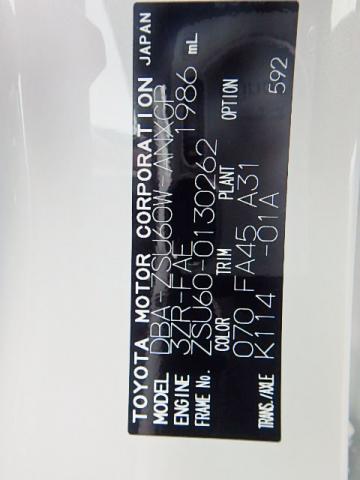 TOYOTA MOTOR CORPORATION JAPAN
MODEL DBA-ZSU60W-ANXGP
ENGINE 3ZR-FAE 1986 mL
FRAME No. ZSU60-0130262
COLOR TRIM PLANT OPTION
070 FA45 A31 592
TRANS./AXLE K114 -01A